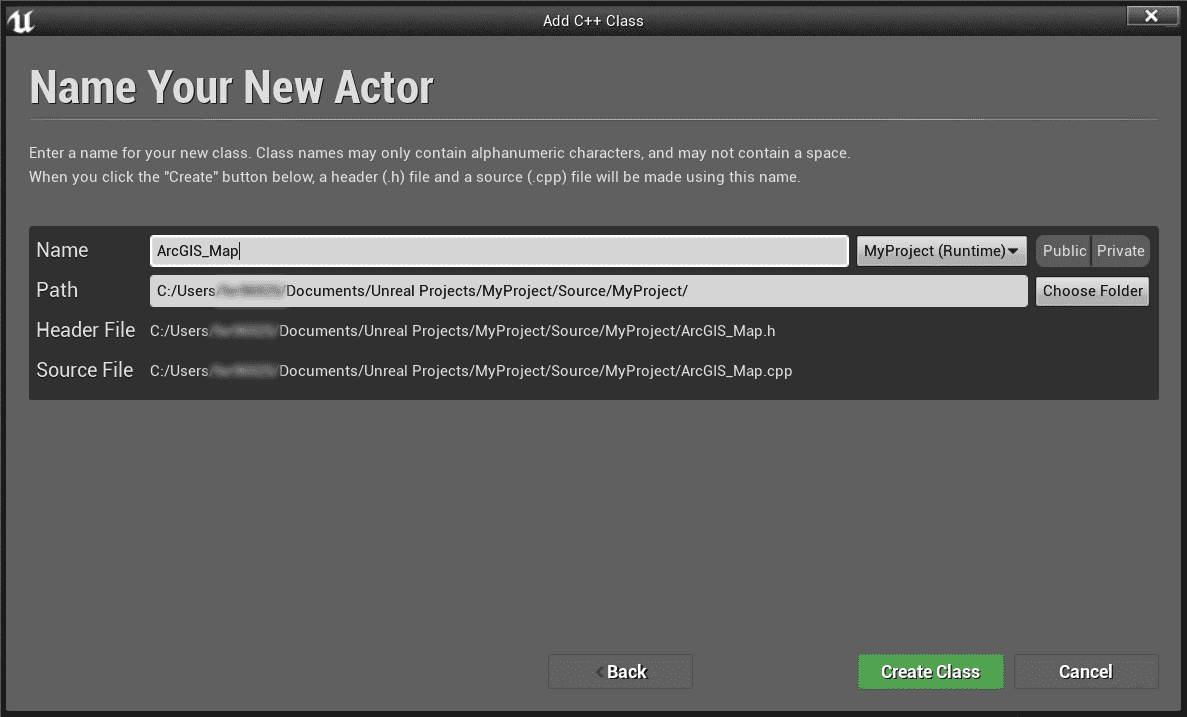 Add C++ Class
Name Your New Actor
Enter a name for your new class. Class names may only contain alphanumeric characters, and may not contain a space.
When you click the "Create" button below, a header (.h) file and a source (.cpp) file will be made using this name.
Name ArcGIS_Map MyProject (Runtime) Public Private
Path C:/Users/ /Documents/Unreal Projects/MyProject/Source/MyProject/ Choose Folder
Header File C:/Users/ /Documents/Unreal Projects/MyProject/Source/MyProject/ArcGIS_Map.h
Source File C:/Users/ /Documents/Unreal Projects/MyProject/Source/MyProject/ArcGIS_Map.cpp
Back Create Class Cancel